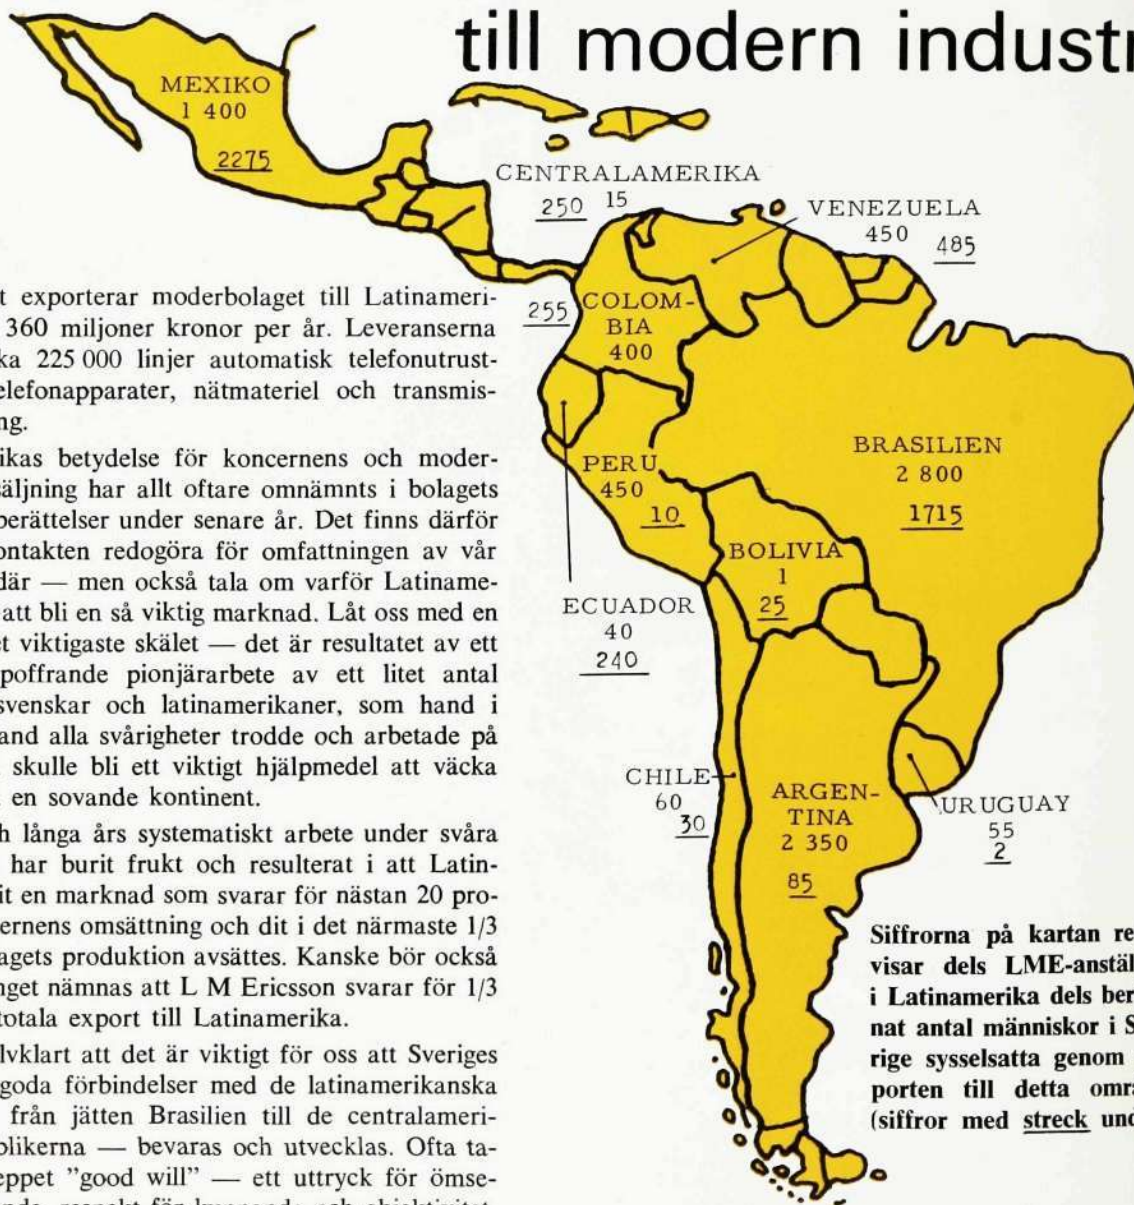 till modern industr
MEXIKO
1 400
2275
CENTRALAMERIKA
250 15
VENEZUELA
450 485
255 COLOM-
BIA
400
PERU
450
10
BRASILIEN
2 800
1715
BOLIVIA
1
25
ECUADOR
40
240
CHILE
60
30
ARGEN-
TINA
2 350
85
URUGUAY
55
2
t exporterar moderbolaget till Latinameri-
360 miljoner kronor per år. Leveranserna
ka 225 000 linjer automatisk telefonutrust-
elefonapparater, nätmateriel och transmis-
ng.
ikas betydelse för koncernens och moder-
säljning har allt oftare omnämnts i bolagets
berättelser under senare år. Det finns därför
ontakten redogöra för omfattningen av vår
där — men också tala om varför Latiname-
att bli en så viktig marknad. Låt oss med en
et viktigaste skälet — det är resultatet av ett
poffrande pionjärarbete av ett litet antal
svenskar och latinamerikaner, som hand i
and alla svårigheter trodde och arbetade på
skulle bli ett viktigt hjälpmedel att väcka
en sovande kontinent.
h långa års systematiskt arbete under svåra
har burit frukt och resulterat i att Latin-
it en marknad som svarar för nästan 20 pro-
ernens omsättning och dit i det närmaste 1/3
agets produktion avsättes. Kanske bör också
nget nämnas att L M Ericsson svarar för 1/3
totala export till Latinamerika.
lvklart att det är viktigt för oss att Sveriges
goda förbindelser med de latinamerikanska
från jätten Brasilien till de centralameri-
blikerna — bevaras och utvecklas. Ofta ta-
eppet "good will" — ett uttryck för ömse-
Siffrorna på kartan re
visar dels LME-anstäl
i Latinamerika dels ber
nat antal människor i S
rige sysselsatta genom
porten till detta områ
(siffror med streck und